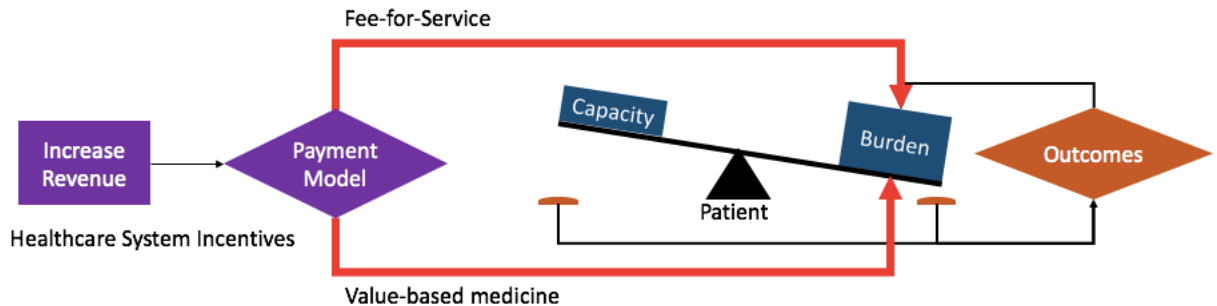 Fee-for-Service
Increase
Revenue
Payment
Model
Healthcare System Incentives
Capacity
Burden
Patient
Outcomes
Value-based medicine